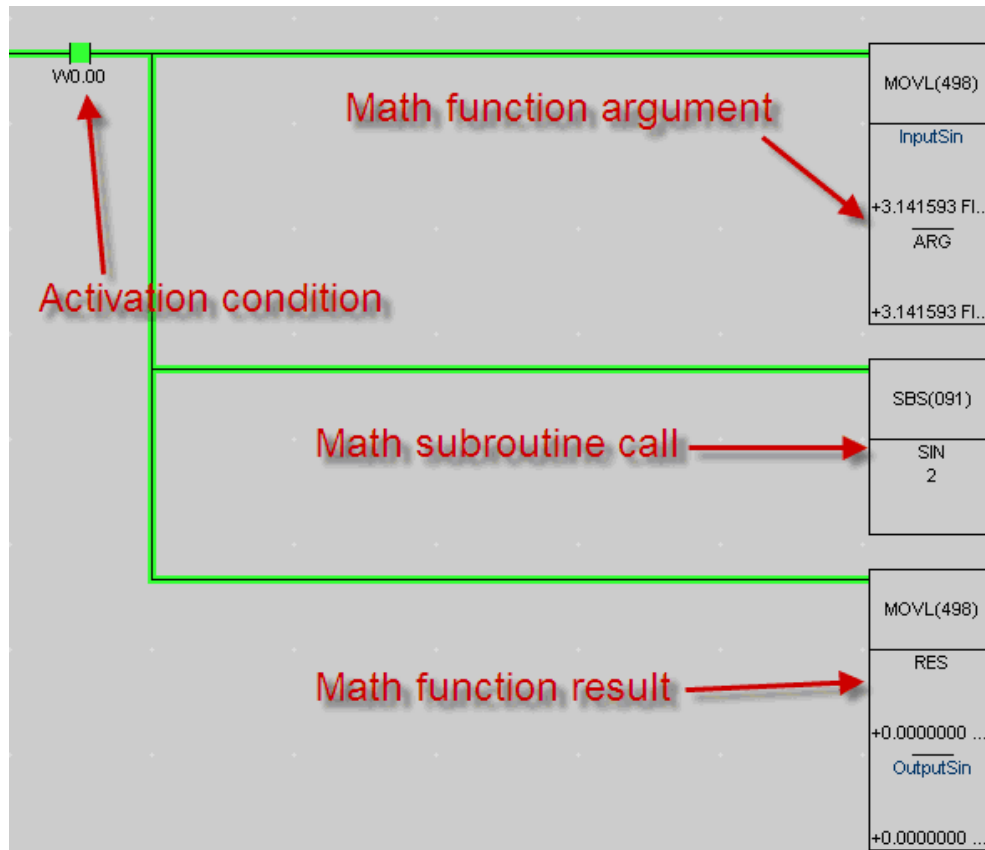 W0.00
Math function argument
MOVL(498)
InputSin
+3.141593 Fl...
ARG
+3.141593 Fl...
Activation condition
SBS(091)
Math subroutine call
SIN
2
MOVL(498)
RES
Math function result
+0.0000000 ...
OutputSin
+0.0000000 ...